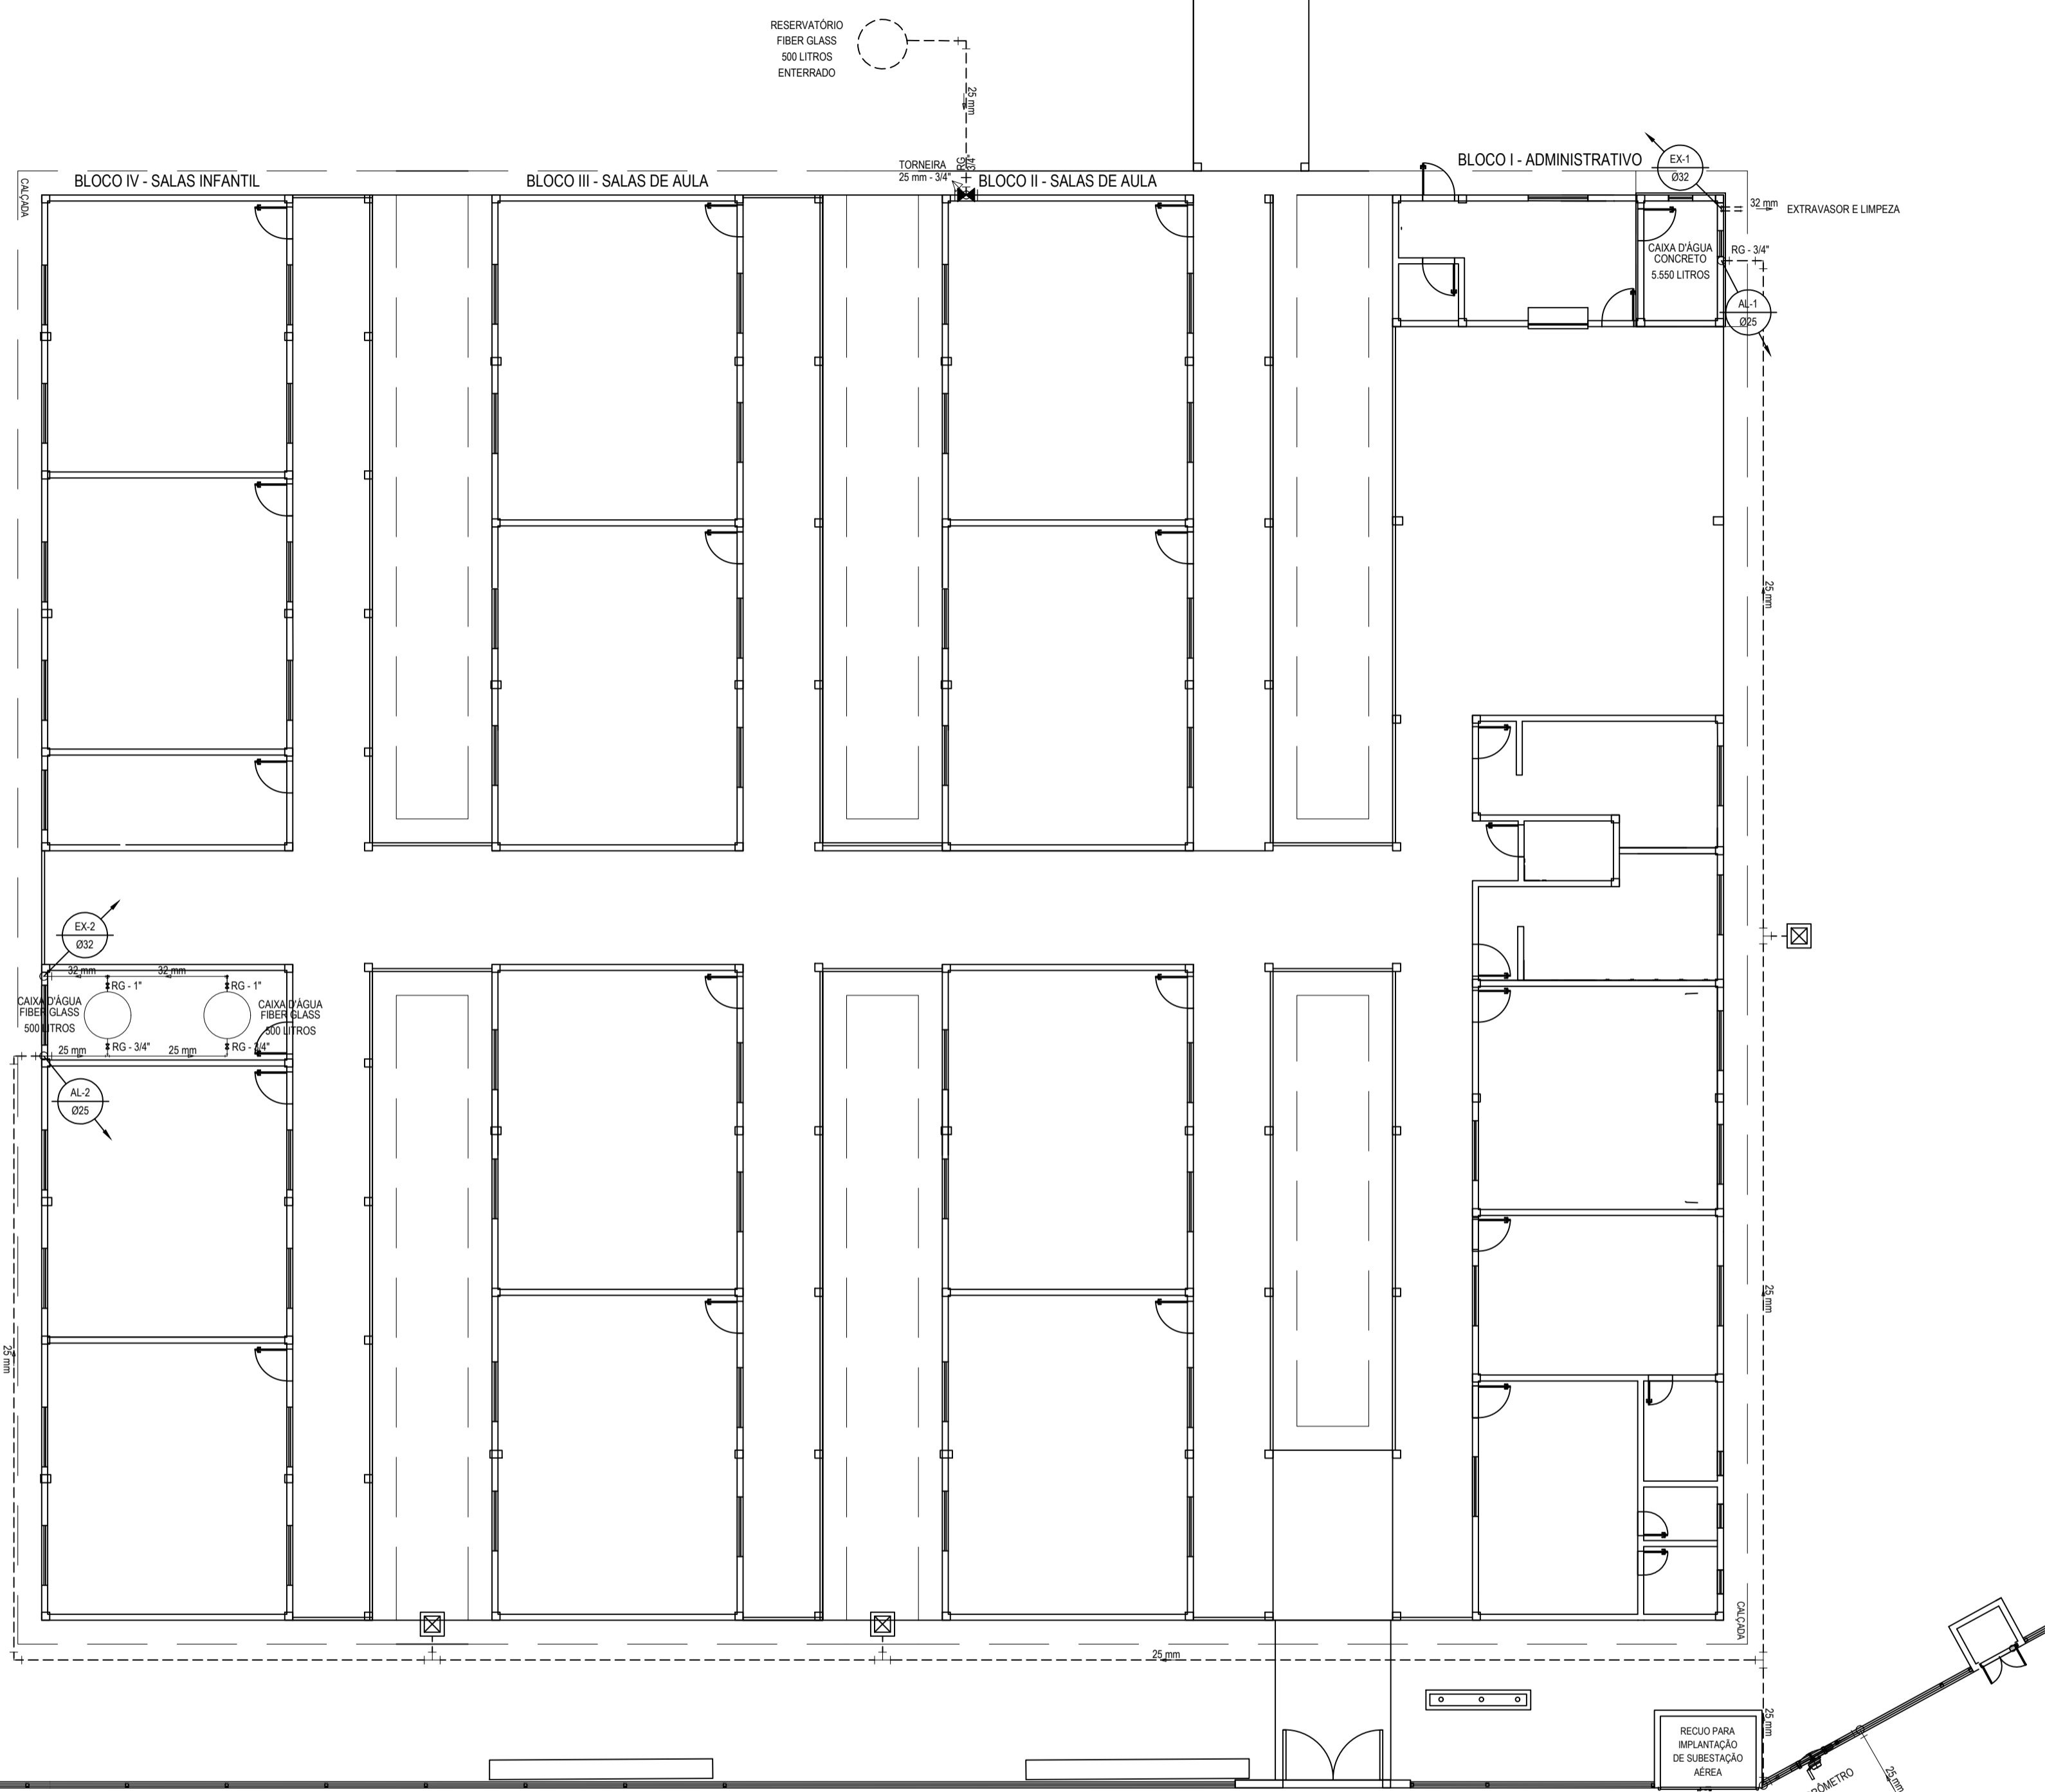 RESERVATÓRIO
FIBER GLASS
500 LITROS
ENTERRADO
25 mm
RG
3/4"
TORNEIRA
25 mm - 3/4"
BLOCO IV - SALAS INFANTIL
BLOCO III - SALAS DE AULA
BLOCO II - SALAS DE AULA
BLOCO I - ADMINISTRATIVO
EX-1
Ø32
CALÇADA
32 mm
EXTRAVASOR E LIMPEZA
RG - 3/4"
CAIXA D'ÁGUA
CONCRETO
5.550 LITROS
AL-1
Ø25
25 mm
EX-2
Ø32
32 mm
32 mm
RG - 1"
RG - 1"
CAIXA D'ÁGUA
FIBER GLASS
500 LITROS
CAIXA D'ÁGUA
FIBER GLASS
500 LITROS
RG - 3/4"
RG - 3/4"
25 mm
25 mm
AL-2
Ø25
25 mm
25 mm
CALÇADA
25 mm
25 mm
RECUO PARA
IMPLANTAÇÃO
DE SUBESTAÇÃO
AÉREA
25 mm